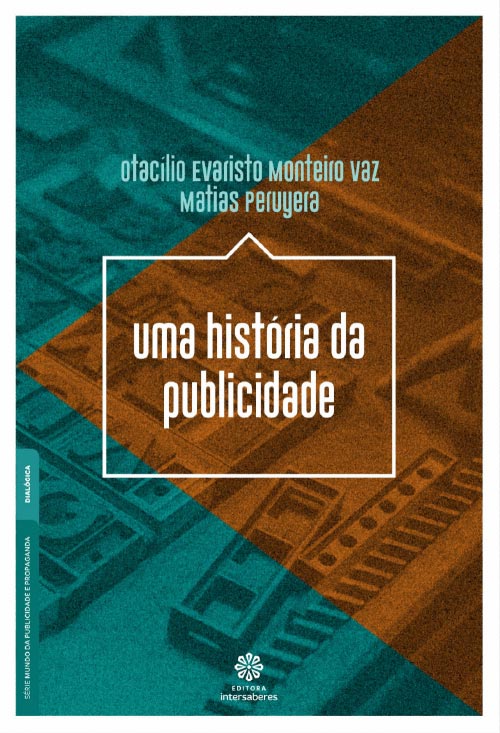 Otacílio Evaristo Monteiro Vaz
Matias Peruyera
uma história da
publicidade
DIALÓGICA
SÉRIE MUNDO DA PUBLICIDADE E PROPAGANDA
EDITORA
intersaberes